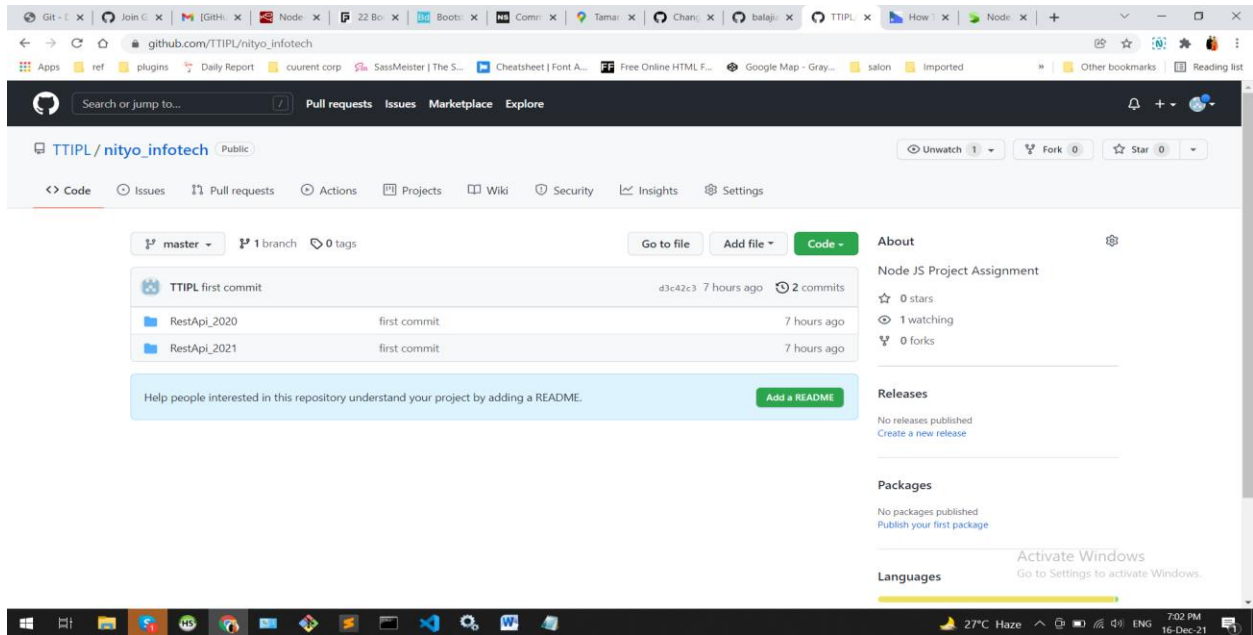 Git - (
Join G
[GitHu
Node-
22 Bo
Boots
Comm
Tamar
Chang
balaji
TTIPL
How T
Node
github.com/TTIPL/nityo_infotech
Apps
ref
plugins
Daily Report
cuurent corp
SassMeister | The S...
Cheatsheet | Font A...
Free Online HTML F...
Google Map - Gray...
salon
Imported
»
Other bookmarks
Reading list
Search or jump to...
/
Pull requests Issues Marketplace Explore
TTIPL / nityo_infotech Public
Unwatch 1
Fork 0
Star 0
<> Code
Issues
Pull requests
Actions
Projects
Wiki
Security
Insights
Settings
master
1 branch
0 tags
Go to file
Add file
Code
TTIPL first commit
d3c42c3 7 hours ago
2 commits
RestApi_2020 first commit 7 hours ago
RestApi_2021 first commit 7 hours ago
Help people interested in this repository understand your project by adding a README.
Add a README
About
Node JS Project Assignment
0 stars
1 watching
0 forks
Releases
No releases published
Create a new release
Packages
No packages published
Publish your first package
Languages
Activate Windows
Go to Settings to activate Windows.
27°C Haze
ENG
7:02 PM
16-Dec-21